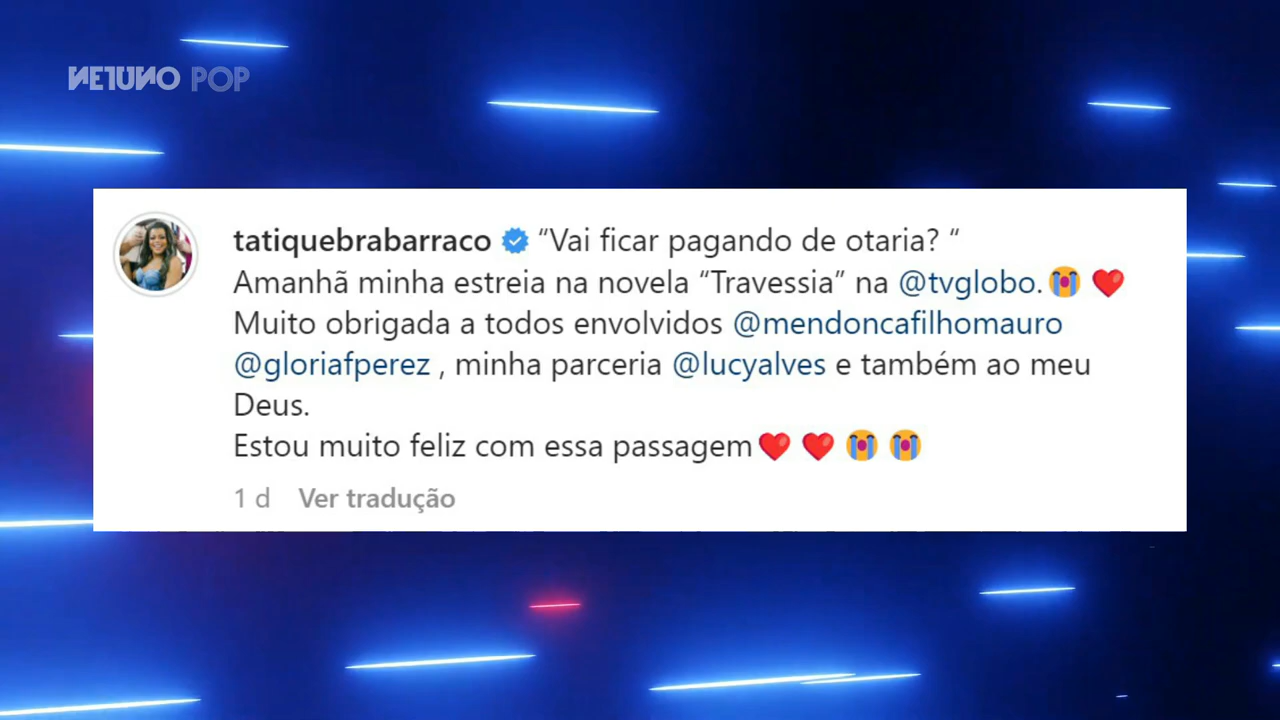 NETUNO POP
tatiquebrabarraco “Vai ficar pagando de otaria? “
Amanhã minha estreia na novela “Travessia” na @tvglobo.😭 ❤️
Muito obrigada a todos envolvidos @mendoncafilhomauro
@gloriafperez , minha parceria @lucyalves e também ao meu
Deus.
Estou muito feliz com essa passagem❤️ ❤️ 😭 😭
1 d Ver tradução